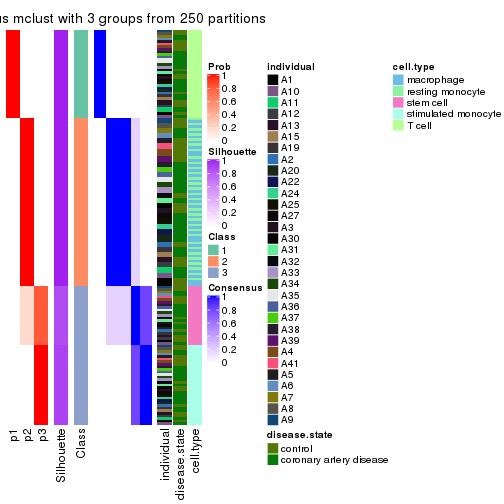 us mclust with 3 groups from 250 partitions
Prob
1
0.8
0.6
0.4
0.2
0
Silhouette
1
0.8
0.6
0.4
0.2
0
Class
1
2
3
Consensus
1
0.8
0.6
0.4
0.2
0
individual
A1
A10
A11
A12
A13
A15
A19
A2
A20
A22
A24
A25
A27
A3
A30
A31
A32
A33
A34
A35
A36
A37
A38
A39
A4
A41
A5
A6
A7
A8
A9
disease.state
control
coronary artery disease
cell.type
macrophage
resting monocyte
stem cell
stimulated monocyte
T cell
p1
p2
p3
Silhouette
Class
individual
disease.state
cell.type